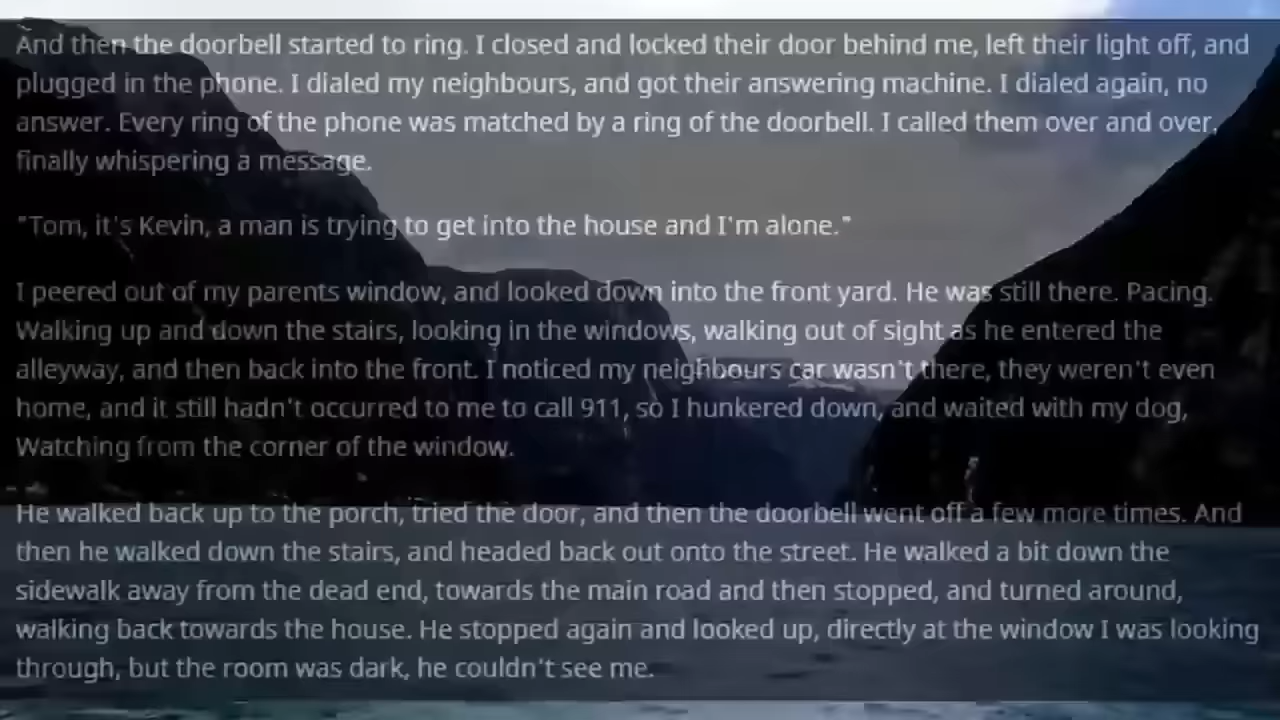 And then the doorbell started to ring. I closed and locked their door behind me, left their light off, and
plugged in the phone. I dialed my neighbours, and got their answering machine. I dialed again, no
answer. Every ring of the phone was matched by a ring of the doorbell. I called them over and over,
finally whispering a message.
"Tom, it's Kevin, a man is trying to get into the house and I'm alone."
I peered out of my parents window, and looked down into the front yard. He was still there. Pacing.
Walking up and down the stairs, looking in the windows, walking out of sight as he entered the
alleyway, and then back into the front. I noticed my neighbours car wasn't there, they weren't even
home, and it still hadn't occurred to me to call 911, so I hunkered down, and waited with my dog,
Watching from the corner of the window.
He walked back up to the porch, tried the door, and then the doorbell went off a few more times. And
then he walked down the stairs, and headed back out onto the street. He walked a bit down the
sidewalk away from the dead end, towards the main road and then stopped, and turned around,
walking back towards the house. He stopped again and looked up, directly at the window I was looking
through, but the room was dark, he couldn't see me.